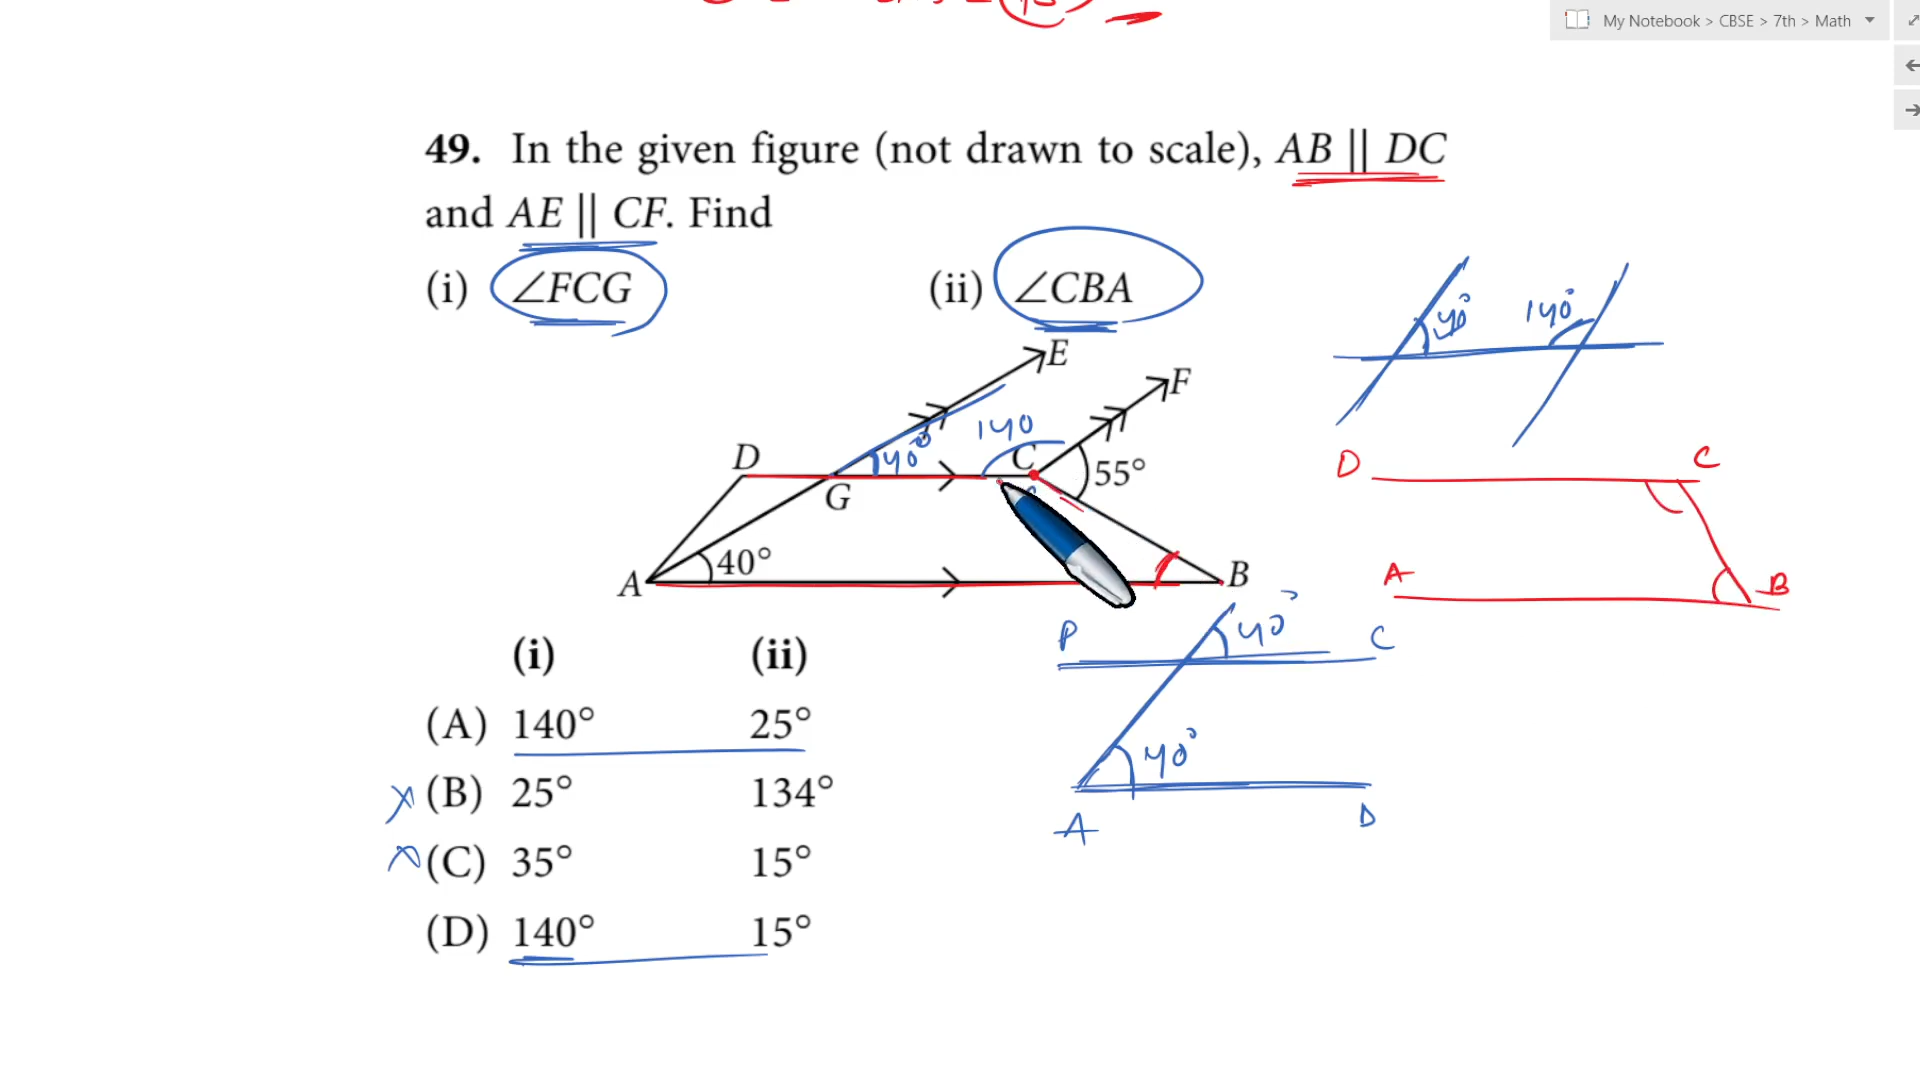 My Notebook > CBSE > 7th > Math
49. In the given figure (not drawn to scale), AB || DC
and AE || CF. Find
(i) ∠FCG (ii) ∠CBA
40° 140°
E
F
140
D 40° C 55°
G
D C
A 40° B
A B
(i) (ii)
P 40° C
(A) 140° 25°
40°
(B) 25° 134°
A D
(C) 35° 15°
(D) 140° 15°